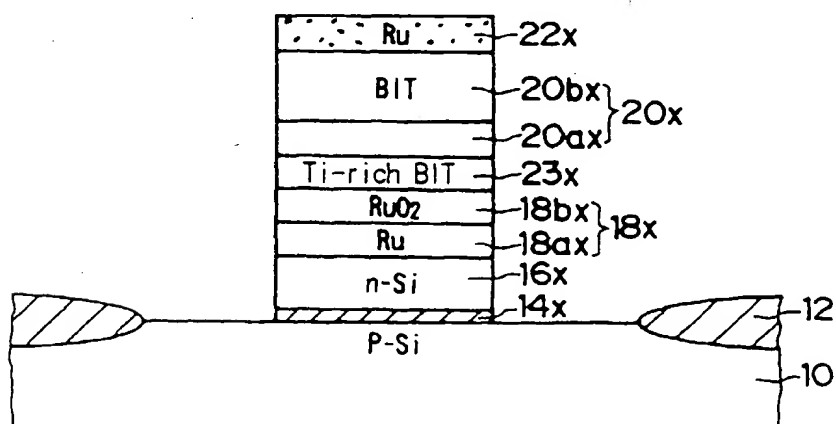 Ru 22x
BIT 20bx
20x
20ax
Ti-rich BIT 23x
RuO2 18bx
18x
Ru 18ax
n-Si 16x
14x
12
P-Si
10